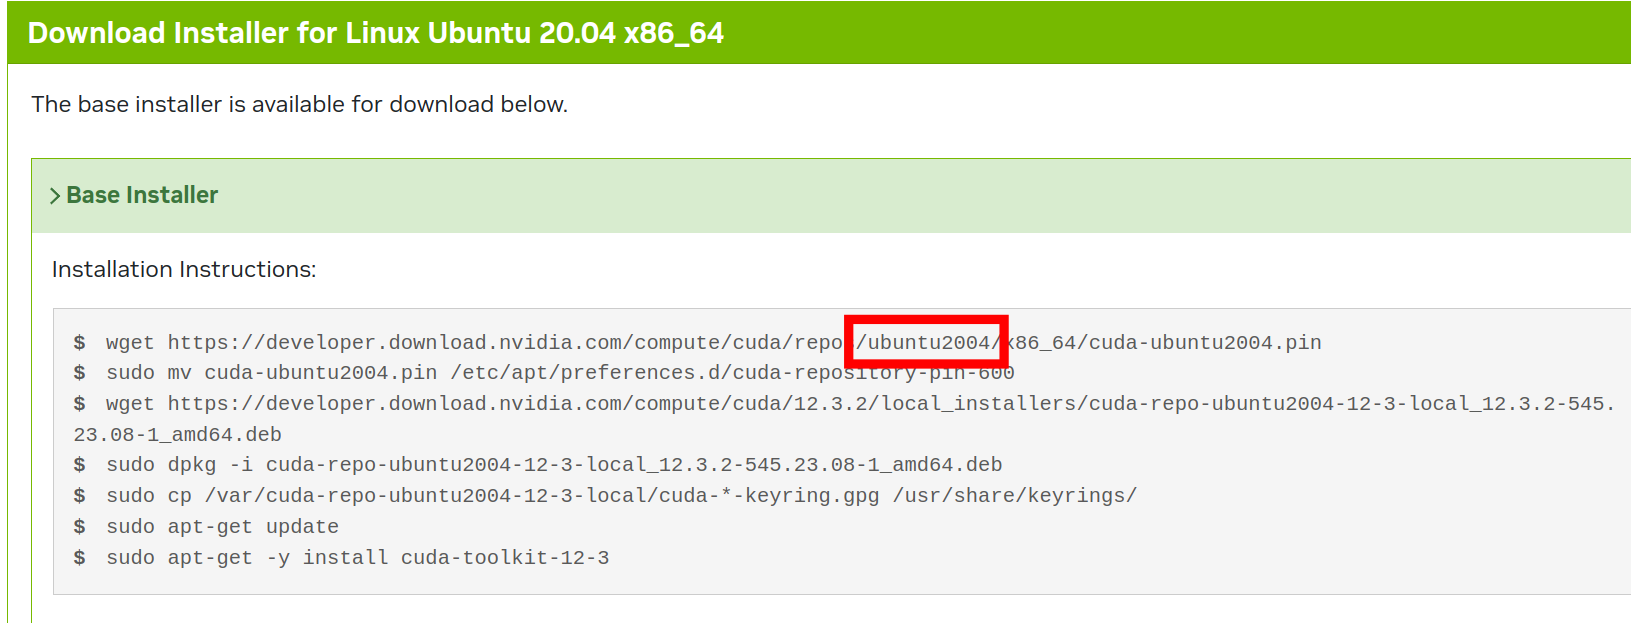 Download Installer for Linux Ubuntu 20.04 x86_64
The base installer is available for download below.
Base Installer
Installation Instructions:
$ wget https://developer.download.nvidia.com/compute/cuda/repos/ubuntu2004/x86_64/cuda-ubuntu2004.pin
$ sudo mv cuda-ubuntu2004.pin /etc/apt/preferences.d/cuda-repository-pin-600
$ wget https://developer.download.nvidia.com/compute/cuda/12.3.2/local_installers/cuda-repo-ubuntu2004-12-3-local_12.3.2-545.
23.08-1_amd64.deb
$ sudo dpkg -i cuda-repo-ubuntu2004-12-3-local_12.3.2-545.23.08-1_amd64.deb
$ sudo cp /var/cuda-repo-ubuntu2004-12-3-local/cuda-*-keyring.gpg /usr/share/keyrings/
$ sudo apt-get update
$ sudo apt-get -y install cuda-toolkit-12-3